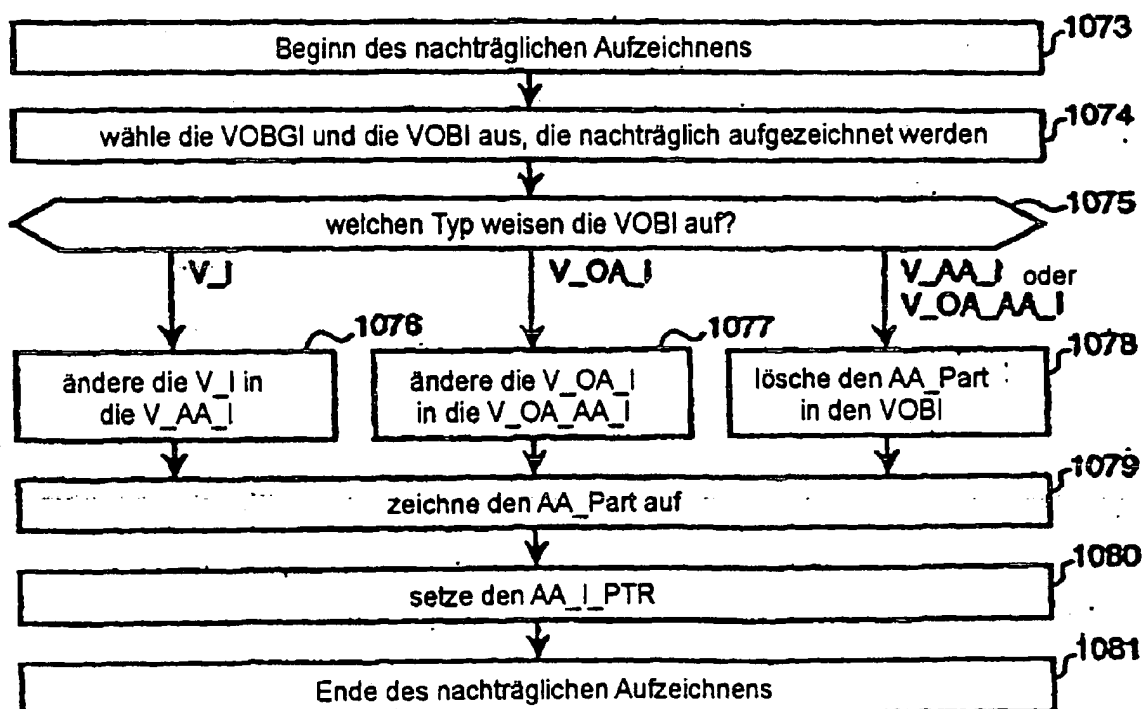 Beginn des nachträglichen Aufzeichnens
1073
wähle die VOBGI und die VOBI aus, die nachträglich aufgezeichnet werden
1074
welchen Typ weisen die VOBI auf?
1075
V_I
V_OA_I
V_AA_I oder
V_OA_AA_I
1076
1077
1078
ändere die V_I in
die V_AA_I
ändere die V_OA_I
in die V_OA_AA_I
lösche den AA_Part
in den VOBI
1079
zeichne den AA_Part auf
1080
setze den AA_I_PTR
1081
Ende des nachträglichen Aufzeichnens